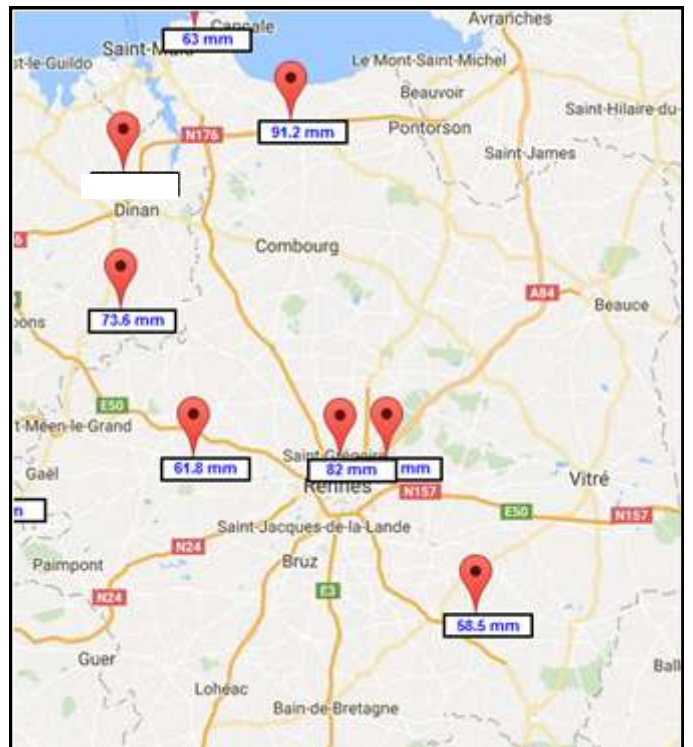 Cancale
63 mm
Avranches
Saint-Malo
st-le-Guildo
Le Mont-Saint-Michel
Beauvoir
91.2 mm
Pontorson
Saint-Hilaire-du-
N176
Saint-James
Dinan
Combourg
A84
Beauce
73.6 mm
E50
t-Méen-le-Grand
Saint-Grégoire
61.8 mm
82 mm
mm
Gaël
Rennes
N157
Vitré
E50
N157
Saint-Jacques-de-la-Lande
N24
Bruz
Paimpont
E3
N24
58.5 mm
Guer
Loheac
Bain-de-Bretagne